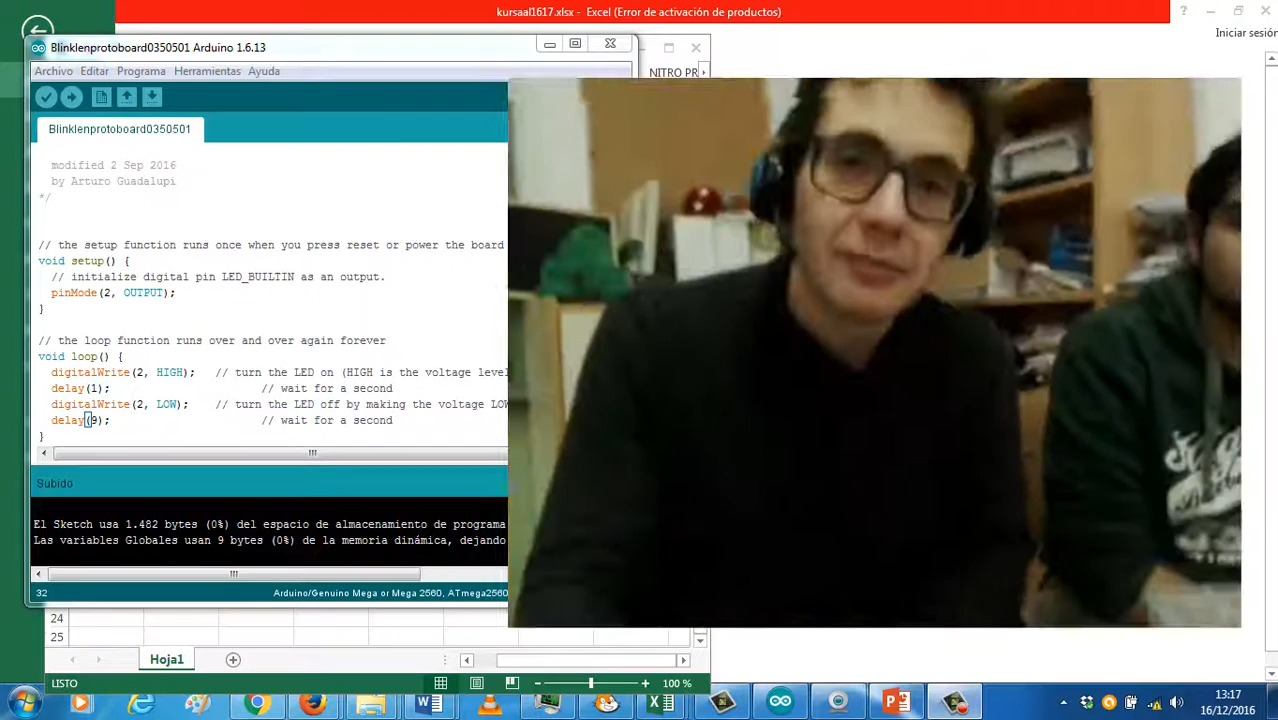 kursaal1617.xlsx - Excel (Error de activación de productos)
Iniciar sesión
Blinklenprotoboard0350501 Arduino 1.6.13
NITRO PR
Archivo Editar Programa Herramientas Ayuda
Blinklenprotoboard0350501
modified 2 Sep 2016
by Arturo Guadalupi
*/
// the setup function runs once when you press reset or power the board
void setup() {
// initialize digital pin LED_BUILTIN as an output.
pinMode(2, OUTPUT);
}
// the loop function runs over and over again forever
void loop() {
digitalWrite(2, HIGH); // turn the LED on (HIGH is the voltage level
delay(1); // wait for a second
digitalWrite(2, LOW); // turn the LED off by making the voltage LOW
delay(9); // wait for a second
}
Subido
El Sketch usa 1.482 bytes (0%) del espacio de almacenamiento de programa
Las variables Globales usan 9 bytes (0%) de la memoria dinámica, dejando
32
Arduino/Genuino Mega or Mega 2560, ATmega2560
24
25
Hoja1
LISTO
100 %
13:17
16/12/2016